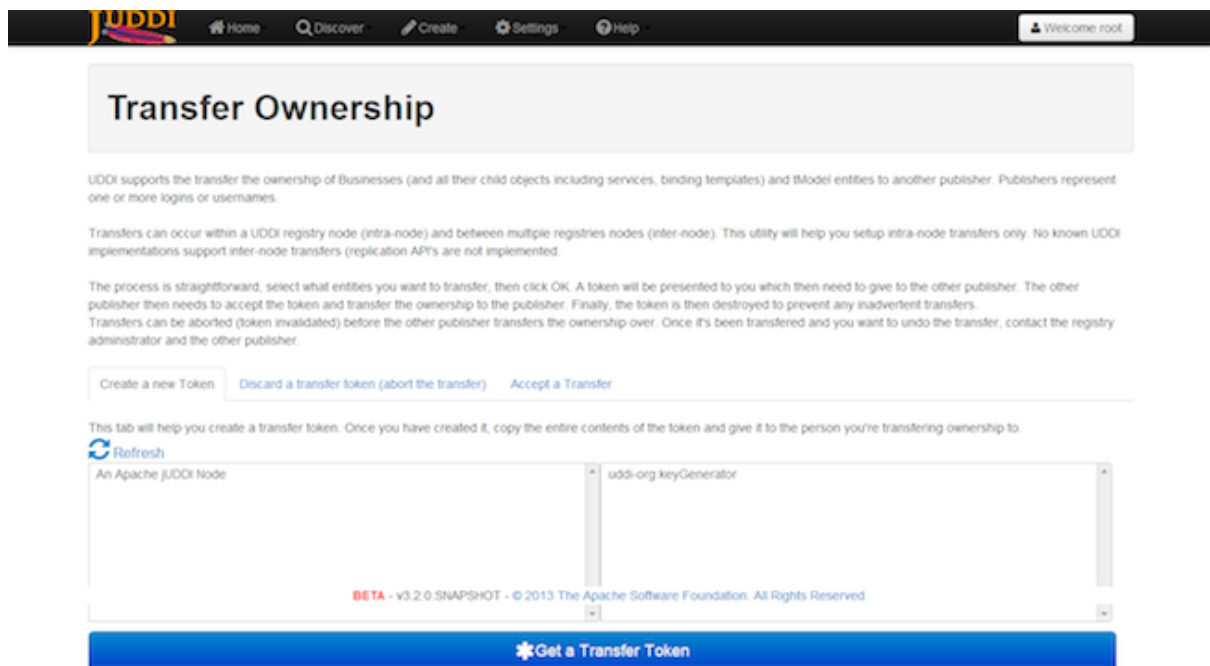 jUDDI Home Discover Create Settings Help Welcome root
Transfer Ownership
UDDI supports the transfer the ownership of Businesses (and all their child objects including services, binding templates) and tModel entities to another publisher. Publishers represent
one or more logins or usernames.
Transfers can occur within a UDDI registry node (intra-node) and between multiple registries nodes (inter-node). This utility will help you setup intra-node transfers only. No known UDDI
implementations support inter-node transfers (replication API's are not implemented.
The process is straightforward, select what entities you want to transfer, then click OK. A token will be presented to you which then need to give to the other publisher. The other
publisher then needs to accept the token and transfer the ownership to the publisher. Finally, the token is then destroyed to prevent any inadvertent transfers.
Transfers can be aborted (token invalidated) before the other publisher transfers the ownership over. Once it's been transfered and you want to undo the transfer, contact the registry
administrator and the other publisher.
Create a new Token Discard a transfer token (abort the transfer) Accept a Transfer
This tab will help you create a transfer token. Once you have created it, copy the entire contents of the token and give it to the person you're transfering ownership to.
Refresh
An Apache jUDDI Node uddi-org:keyGenerator
BETA - v3.2.0.SNAPSHOT - © 2013 The Apache Software Foundation. All Rights Reserved.
Get a Transfer Token